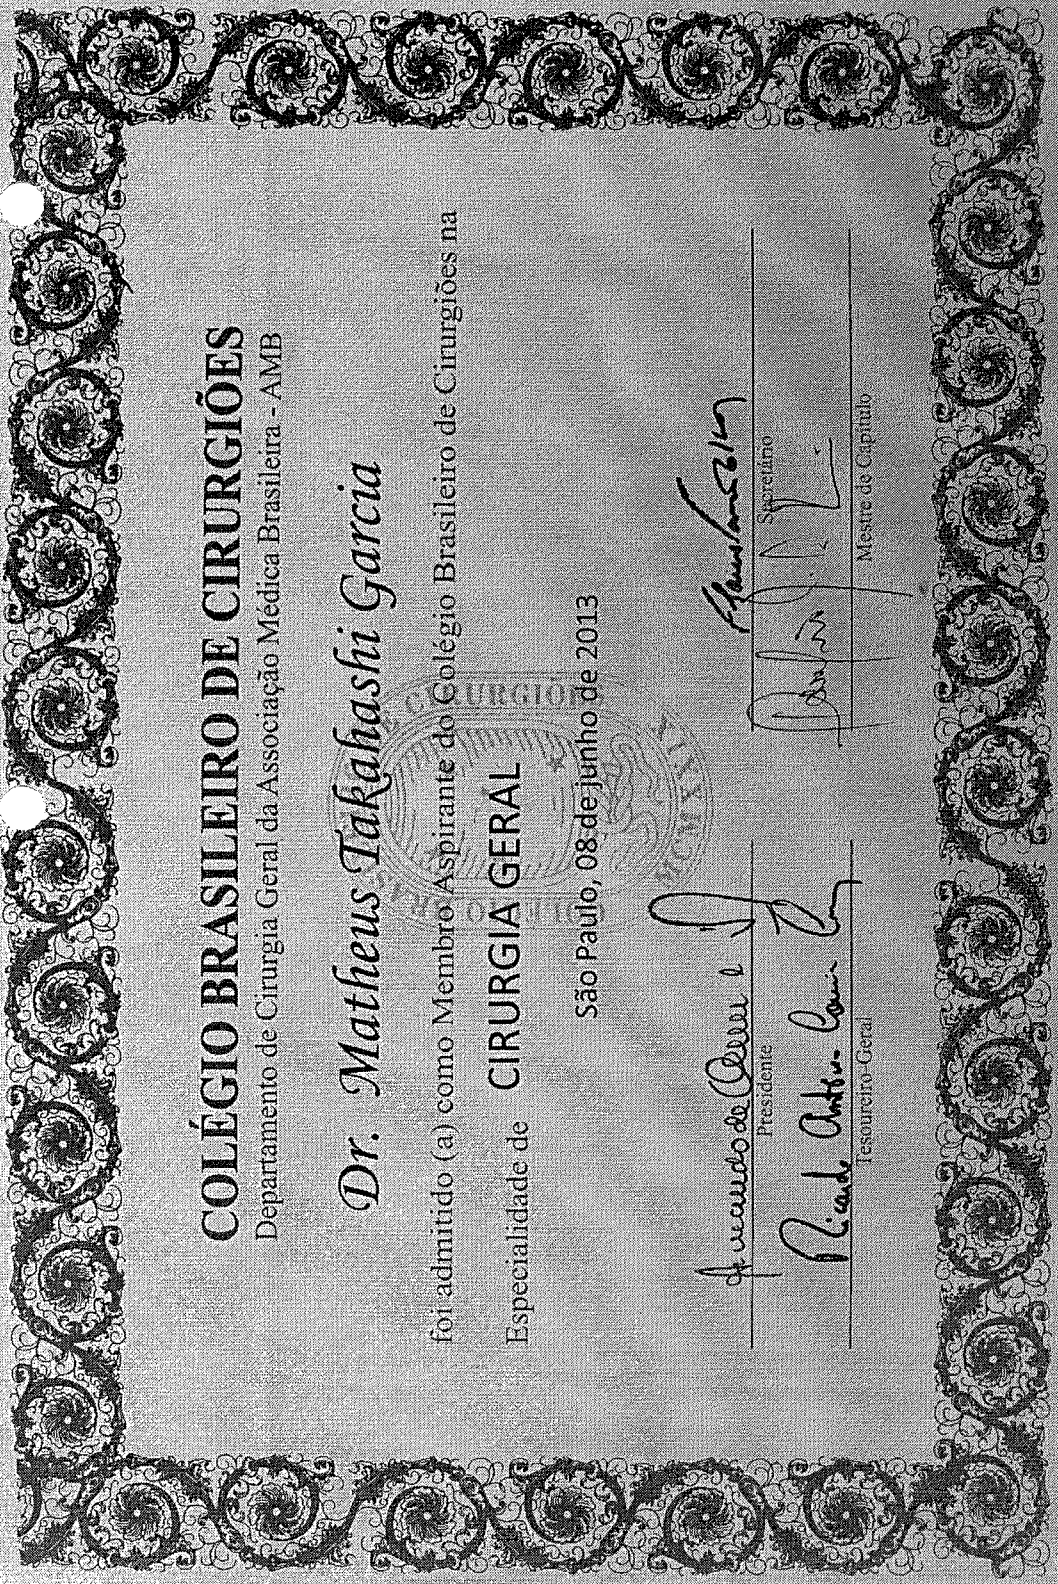 COLÉGIO BRASILEIRO DE CIRURGIÕES
Departamento de Cirurgia Geral da Associação Médica Brasileira - AMB
Dr. Matheus Takahashi Garcia
foi admitido (a) como Membro Aspirante do Colégio Brasileiro de Cirurgiões na
Especialidade de CIRURGIA GERAL
São Paulo, 08 de junho de 2013
Presidente
Secretário
Ricardo Antonio
Tesoureiro-Geral
Mestre de Capítulo